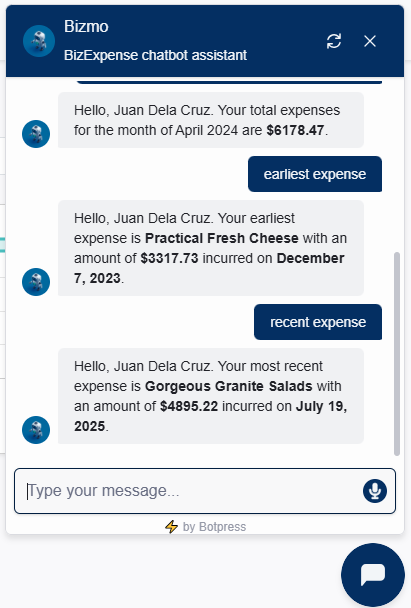 Bizmo
BizExpense chatbot assistant
Hello, Juan Dela Cruz. Your total expenses
for the month of April 2024 are $6178.47.
earliest expense
Hello, Juan Dela Cruz. Your earliest
expense is Practical Fresh Cheese with an
amount of $3317.73 incurred on December
7, 2023.
recent expense
Hello, Juan Dela Cruz. Your most recent
expense is Gorgeous Granite Salads with
an amount of $4895.22 incurred on July 19,
2025.
Type your message...
by Botpress